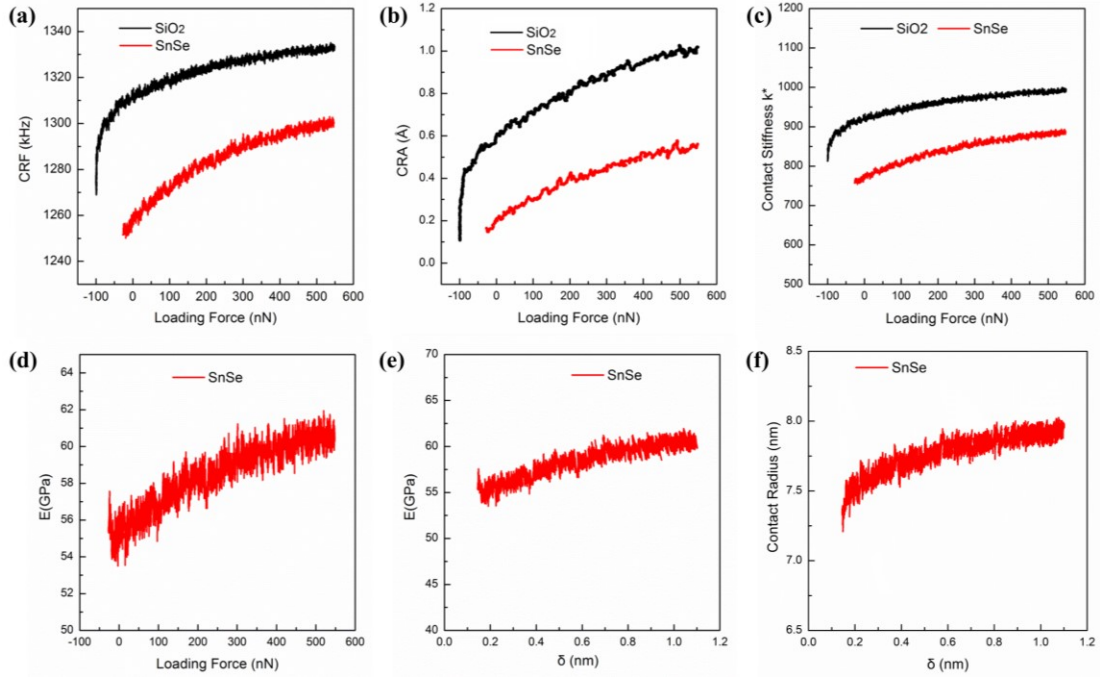 (a)
SiO2
SnSe
1340
1320
1300
1280
1260
1240
CRF (kHz)
-100 0 100 200 300 400 500 600
Loading Force (nN)
(b)
SiO2
SnSe
1.2
1.0
0.8
0.6
0.4
0.2
0.0
CRA (Å)
-100 0 100 200 300 400 500 600
Loading Force (nN)
(c)
SiO2 SnSe
1200
1100
1000
900
800
700
600
500
Contact Stiffness k*
-100 0 100 200 300 400 500 600
Loading Force (nN)
(d)
SnSe
64
62
60
58
56
54
52
50
E(GPa)
-100 0 100 200 300 400 500 600
Loading Force (nN)
(e)
SnSe
70
65
60
55
50
45
40
E(GPa)
0.0 0.2 0.4 0.6 0.8 1.0 1.2
δ (nm)
(f)
SnSe
8.5
8.0
7.5
7.0
6.5
Contact Radius (nm)
0.0 0.2 0.4 0.6 0.8 1.0 1.2
δ (nm)